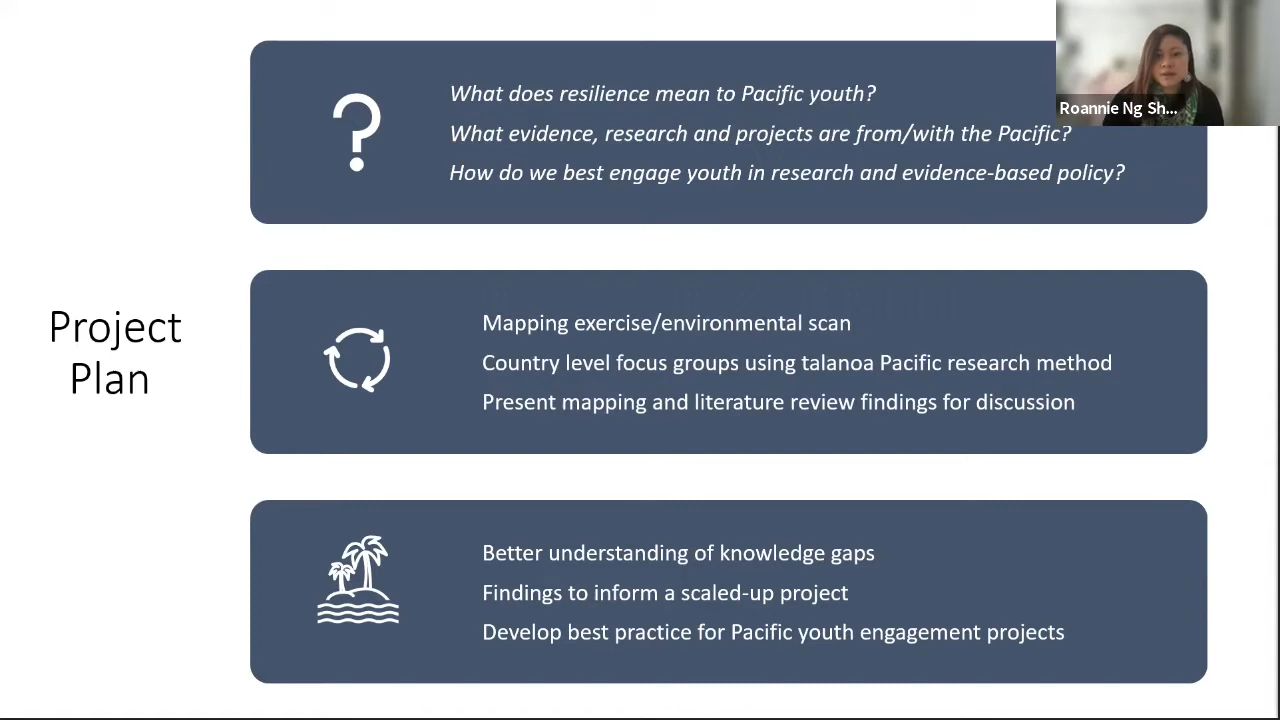 What does resilience mean to Pacific youth?
What evidence, research and projects are from/with the Pacific?
How do we best engage youth in research and evidence-based policy?
Roannie Ng Sh...
Project
Plan
Mapping exercise/environmental scan
Country level focus groups using talanoa Pacific research method
Present mapping and literature review findings for discussion
Better understanding of knowledge gaps
Findings to inform a scaled-up project
Develop best practice for Pacific youth engagement projects